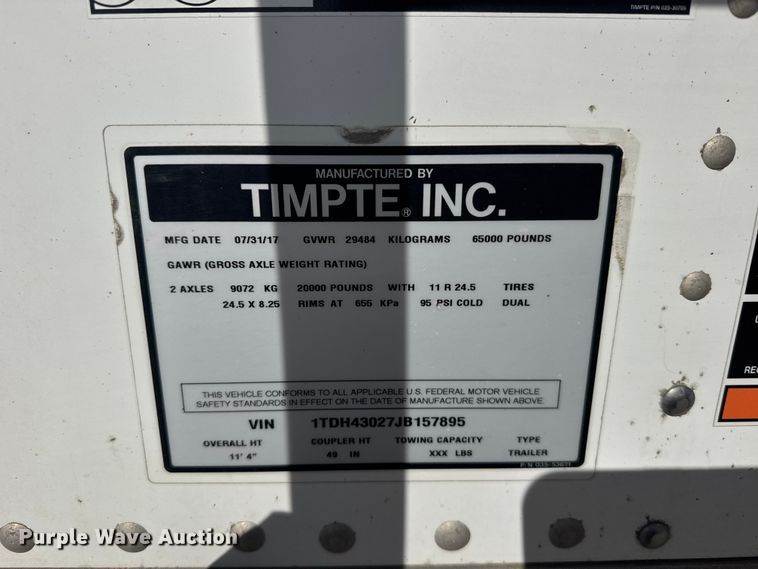 TIMPTE P/N
MANUFACTURED BY
TIMPTE® INC.
MFG DATE 07/31/17 GVWR 29484 KILOGRAMS 65000 POUNDS
GAWR (GROSS AXLE WEIGHT RATING)
2 AXLES 9072 KG 20000 POUNDS WITH 11 R 24.5 TIRES
24.5 X 8.25 RIMS AT 655 KPa 95 PSI COLD DUAL
THIS VEHICLE CONFORMS TO ALL APPLICABLE U.S. FEDERAL MOTOR VEHICLE
SAFETY STANDARDS IN EFFECT ON THE DATE OF MANUFACTURE SHOWN ABOVE.
VIN 1TDH43027JB157895
OVERALL HT COUPLER HT TOWING CAPACITY TYPE
11' 4" 49 IN XXX LBS TRAILER
P/N
Purple Wave Auction